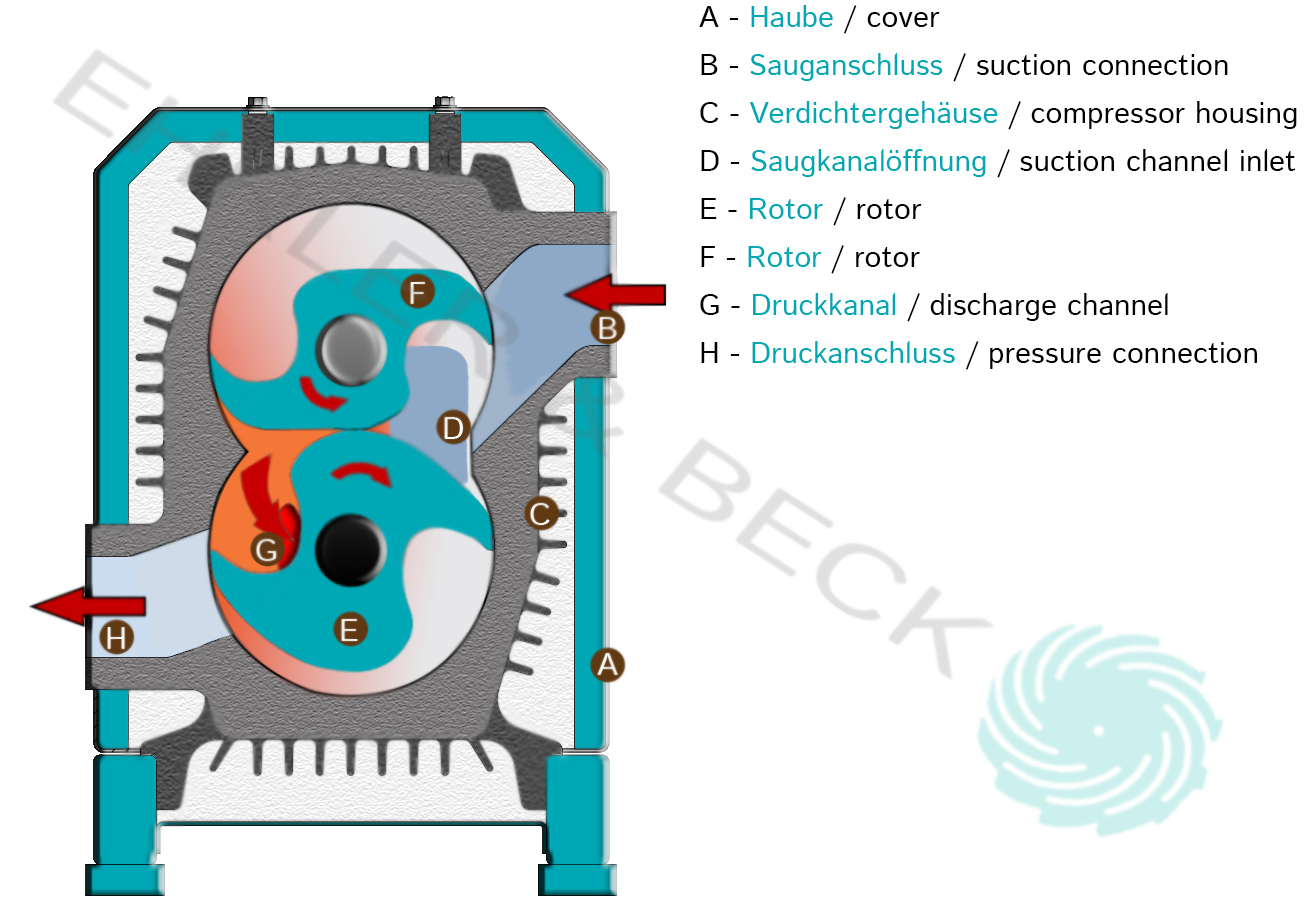 A - Haube / cover
B - Sauganschluss / suction connection
C - Verdichtergehäuse / compressor housing
D - Saugkanalöffnung / suction channel inlet
E - Rotor / rotor
F - Rotor / rotor
G - Druckkanal / discharge channel
H - Druckanschluss / pressure connection
F
B
D
C
G
E
H
A
EHLER & BECK